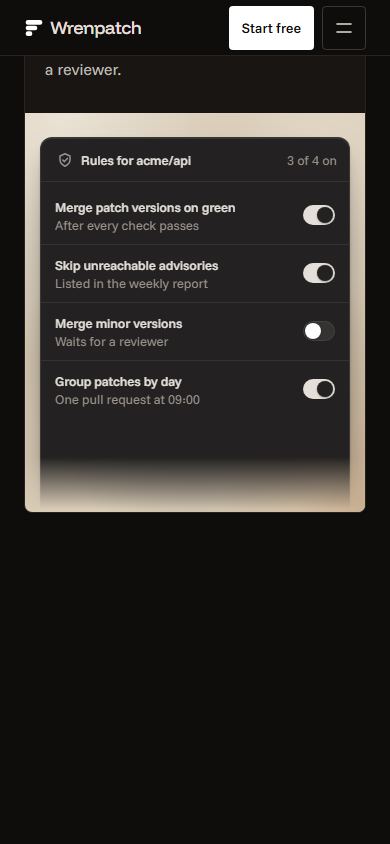 Wrenpatch
Start free
a reviewer.
Rules for acme/api
3 of 4 on
Merge patch versions on green
After every check passes
Skip unreachable advisories
Listed in the weekly report
Merge minor versions
Waits for a reviewer
Group patches by day
One pull request at 09:00